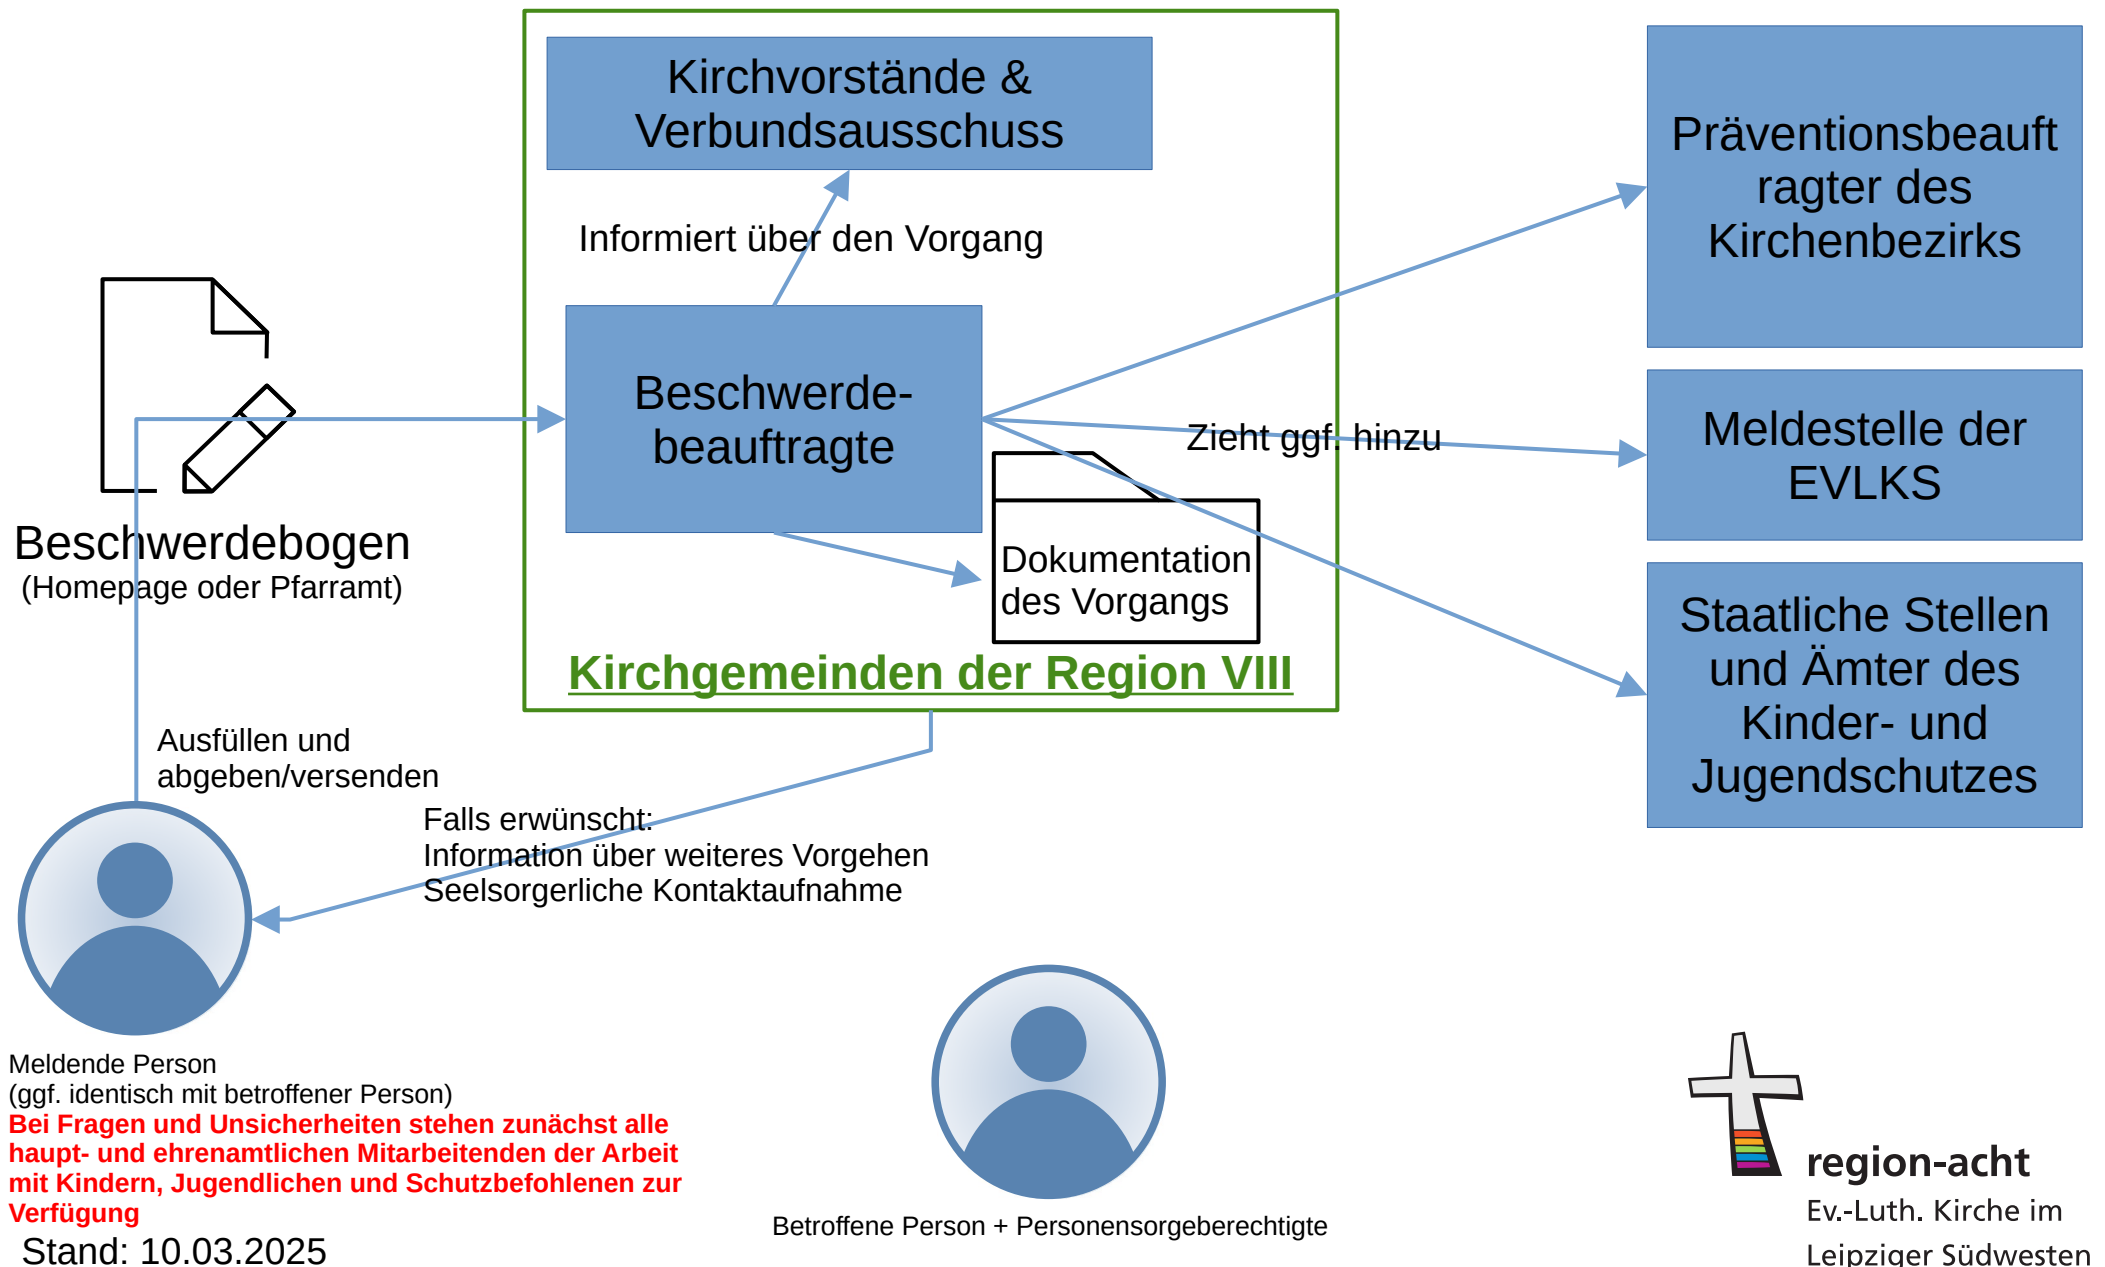 Kirchvorstände &
Verbundsausschuss
Präventionsbeauft
ragter des
Kirchenbezirks
Informiert über den Vorgang
Beschwerde-
beauftragte
Zieht ggf. hinzu
Meldestelle der
EVLKS
Beschwerdebogen
(Homepage oder Pfarramt)
Dokumentation
des Vorgangs
Kirchgemeinden der Region VIII
Staatliche Stellen
und Ämter des
Kinder- und
Jugendschutzes
Ausfüllen und
abgeben/versenden
Falls erwünscht:
Information über weiteres Vorgehen
Seelsorgerliche Kontaktaufnahme
Meldende Person
(ggf. identisch mit betroffener Person)
Bei Fragen und Unsicherheiten stehen zunächst alle
haupt- und ehrenamtlichen Mitarbeitenden der Arbeit
mit Kindern, Jugendlichen und Schutzbefohlenen zur
Verfügung
Stand: 10.03.2025
Betroffene Person + Personensorgeberechtigte
region-acht
Ev.-Luth. Kirche im
Leipziger Südwesten